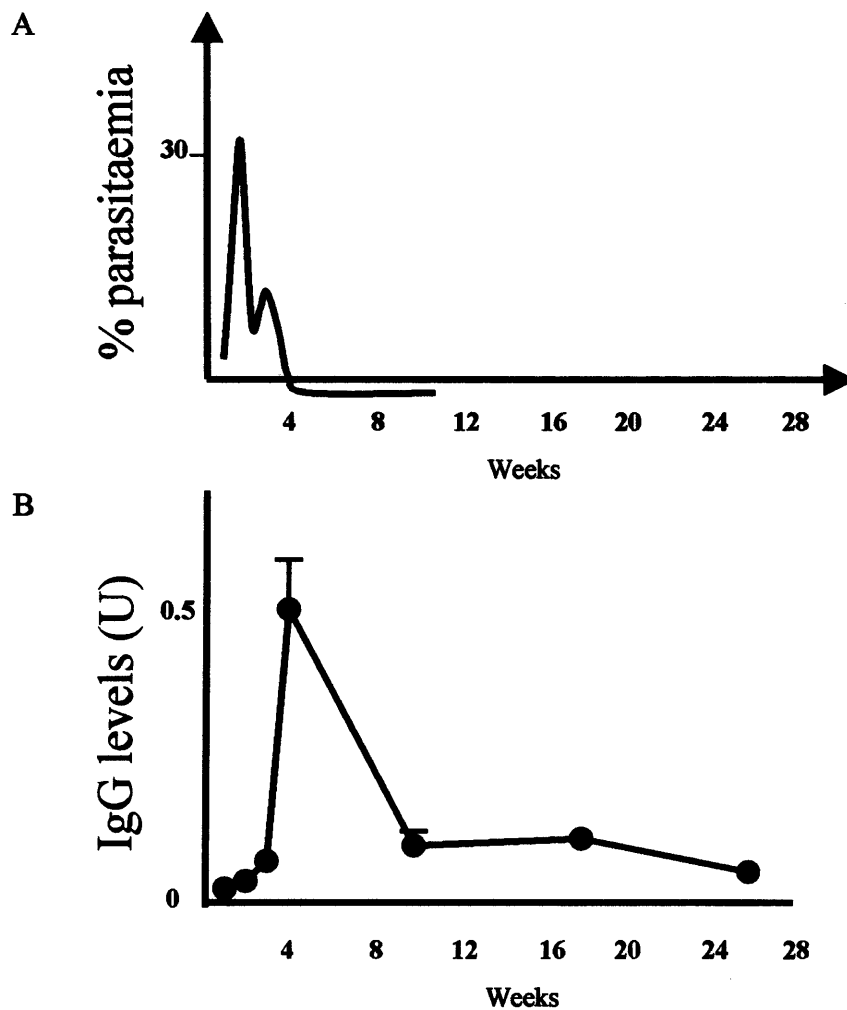 A
% parasitaemia
30
4 8 12 16 20 24 28
Weeks
B
IgG levels (U)
0.5
0
4 8 12 16 20 24 28
Weeks